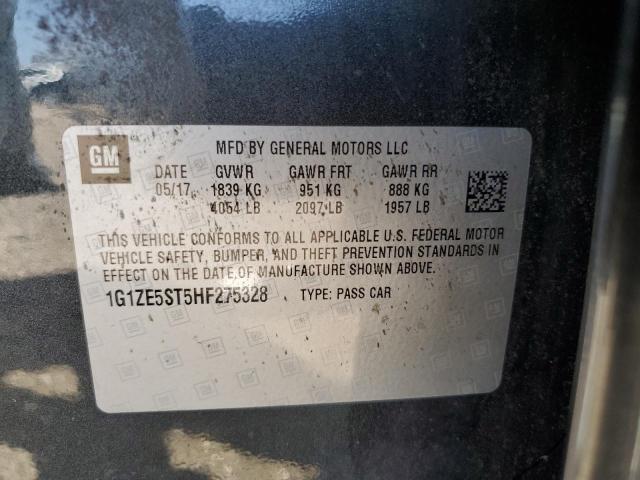 GM
MFD BY GENERAL MOTORS LLC
DATE GVWR GAWR FRT GAWR RR
05/17 1839 KG 951 KG 888 KG
4054 LB 2097 LB 1957 LB
THIS VEHICLE CONFORMS TO ALL APPLICABLE U.S. FEDERAL MOTOR
VEHICLE SAFETY, BUMPER, AND THEFT PREVENTION STANDARDS IN
EFFECT ON THE DATE OF MANUFACTURE SHOWN ABOVE.
1G1ZE5ST5HF275328 TYPE: PASS CAR